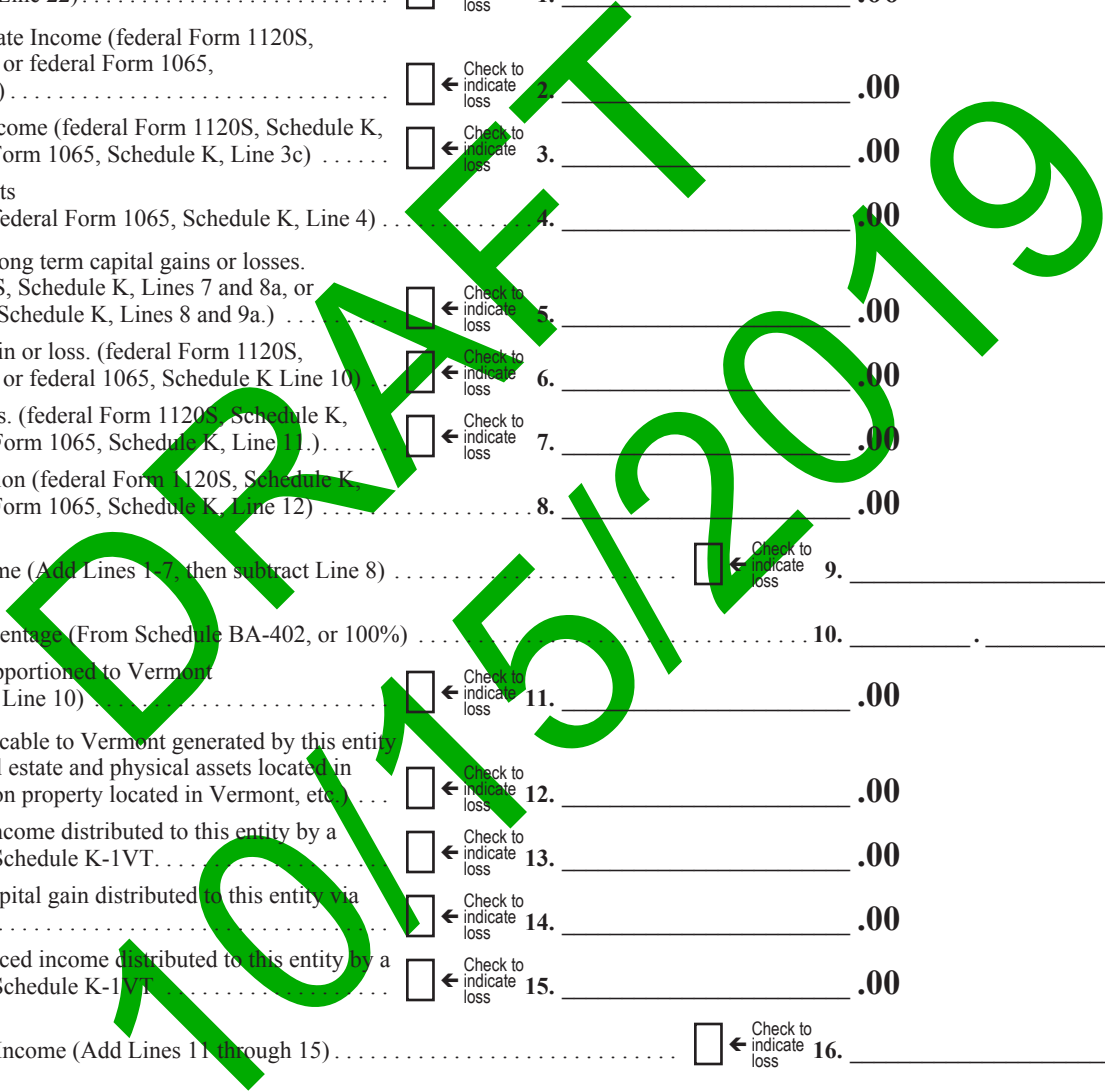 Line 22) . . . . . . . . . . . . . . . . . . . . . . . . . . . . loss 1. .00
ate Income (federal Form 1120S,
or federal Form 1065,
) . . . . . . . . . . . . . . . . . . . . . . . . . . . . . . . . . . ← Check to indicate loss 2. .00
come (federal Form 1120S, Schedule K,
Form 1065, Schedule K, Line 3c) . . . . . . ← Check to indicate loss 3. .00
ts
federal Form 1065, Schedule K, Line 4) . . . . . . . . . . . . 4. .00
ong term capital gains or losses.
S, Schedule K, Lines 7 and 8a, or
Schedule K, Lines 8 and 9a.) . . . . . . . . . ← Check to indicate loss 5. .00
in or loss. (federal Form 1120S,
or federal 1065, Schedule K Line 10) . . ← Check to indicate loss 6. .00
s. (federal Form 1120S, Schedule K,
Form 1065, Schedule K, Line 11.) . . . . . . ← Check to indicate loss 7. .00
ion (federal Form 1120S, Schedule K,
Form 1065, Schedule K, Line 12) . . . . . . . . . . . . . . . . . . 8. .00
me (Add Lines 1-7, then subtract Line 8) . . . . . . . . . . . . . . . . . . . . . . . . ← Check to indicate loss 9.
entage (From Schedule BA-402, or 100%) . . . . . . . . . . . . . . . . . . . . . . . . . . . . . . . . 10. .
pportioned to Vermont
Line 10) . . . . . . . . . . . . . . . . . . . . . . . . . . . ← Check to indicate loss 11. .00
cable to Vermont generated by this entity
l estate and physical assets located in
on property located in Vermont, etc.) . . . ← Check to indicate loss 12. .00
ncome distributed to this entity by a
Schedule K-1VT. . . . . . . . . . . . . . . . . . . . . ← Check to indicate loss 13. .00
pital gain distributed to this entity via
. . . . . . . . . . . . . . . . . . . . . . . . . . . . . . . . . . . ← Check to indicate loss 14. .00
ced income distributed to this entity by a
Schedule K-1VT . . . . . . . . . . . . . . . . . . . . ← Check to indicate loss 15. .00
Income (Add Lines 11 through 15) . . . . . . . . . . . . . . . . . . . . . . . . . . . . ← Check to indicate loss 16.
DRAFT
10/15/2019